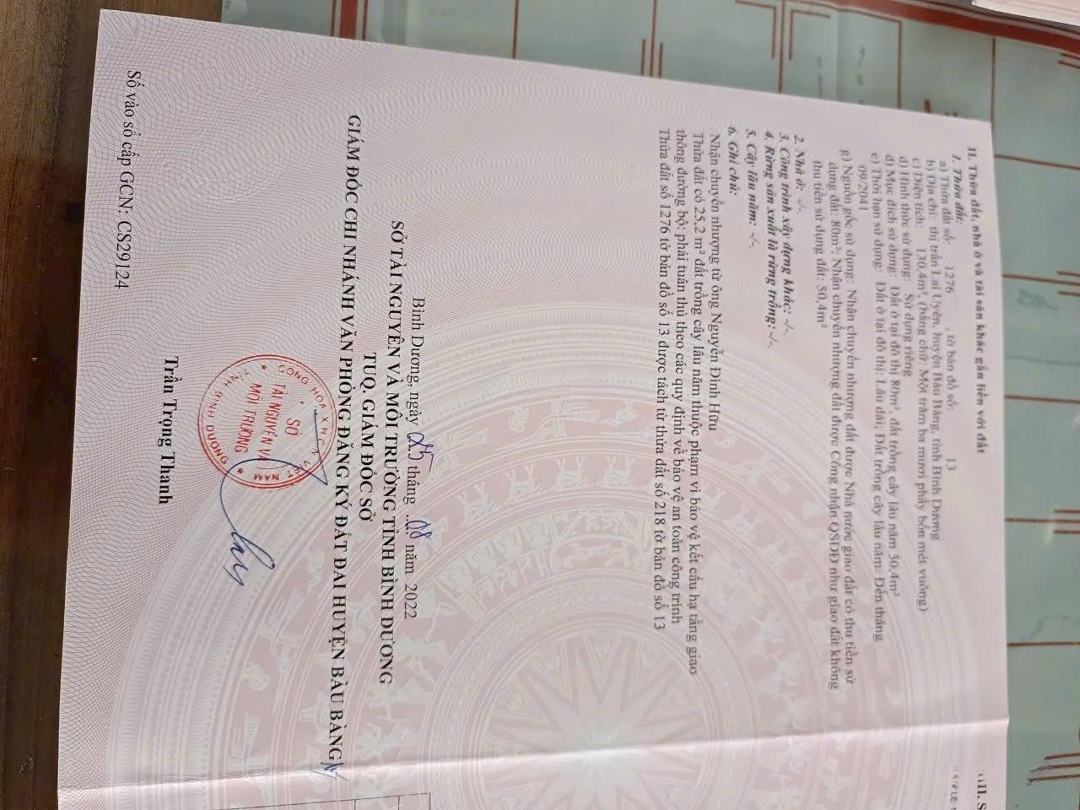 II. Thửa đất, nhà ở và tài sản khác gắn liền với đất
1. Thửa đất:
a) Thửa đất số: 1276 , tờ bản đồ số: 13
b) Địa chỉ: thị trấn Lai Uyên, huyện Bàu Bàng, tỉnh Bình Dương
c) Diện tích: 130,4m², (bằng chữ: Một trăm ba mươi phẩy bốn mét vuông)
d) Hình thức sử dụng: Sử dụng riêng
đ) Mục đích sử dụng: Đất ở tại đô thị 80m², đất trồng cây lâu năm 50,4m²
e) Thời hạn sử dụng: Đất ở tại đô thị: Lâu dài; Đất trồng cây lâu năm: Đến tháng
09/2041
g) Nguồn gốc sử dụng: Nhận chuyển nhượng đất được Nhà nước giao đất có thu tiền sử
dụng đất: 80m²; Nhận chuyển nhượng đất được Công nhận QSDĐ như giao đất không
thu tiền sử dụng đất: 50,4m²
2. Nhà ở: -/-.
3. Công trình xây dựng khác: -/-.
4. Rừng sản xuất là rừng trồng: -/-.
5. Cây lâu năm: -/-.
6. Ghi chú:
Nhận chuyển nhượng từ ông Nguyễn Đình Hữu
Thửa đất có 25,2 m² đất trồng cây lâu năm thuộc phạm vi bảo vệ kết cấu hạ tầng giao
thông đường bộ: phải tuân thủ theo các quy định về bảo vệ an toàn công trình
Thửa đất số 1276 tờ bản đồ số 13 được tách từ thửa đất số 218 tờ bản đồ số 13
Bình Dương, ngày 25 tháng 08 năm 2022
SỞ TÀI NGUYÊN VÀ MÔI TRƯỜNG TỈNH BÌNH DƯƠNG
TUQ. GIÁM ĐỐC SỞ
GIÁM ĐỐC CHI NHÁNH VĂN PHÒNG ĐĂNG KÝ ĐẤT ĐAI HUYỆN BÀU BÀNG
SỞ
TÀI NGUYÊN VÀ
MÔI TRƯỜNG
Trần Trọng Thanh
Số vào sổ cấp GCN: CS29124